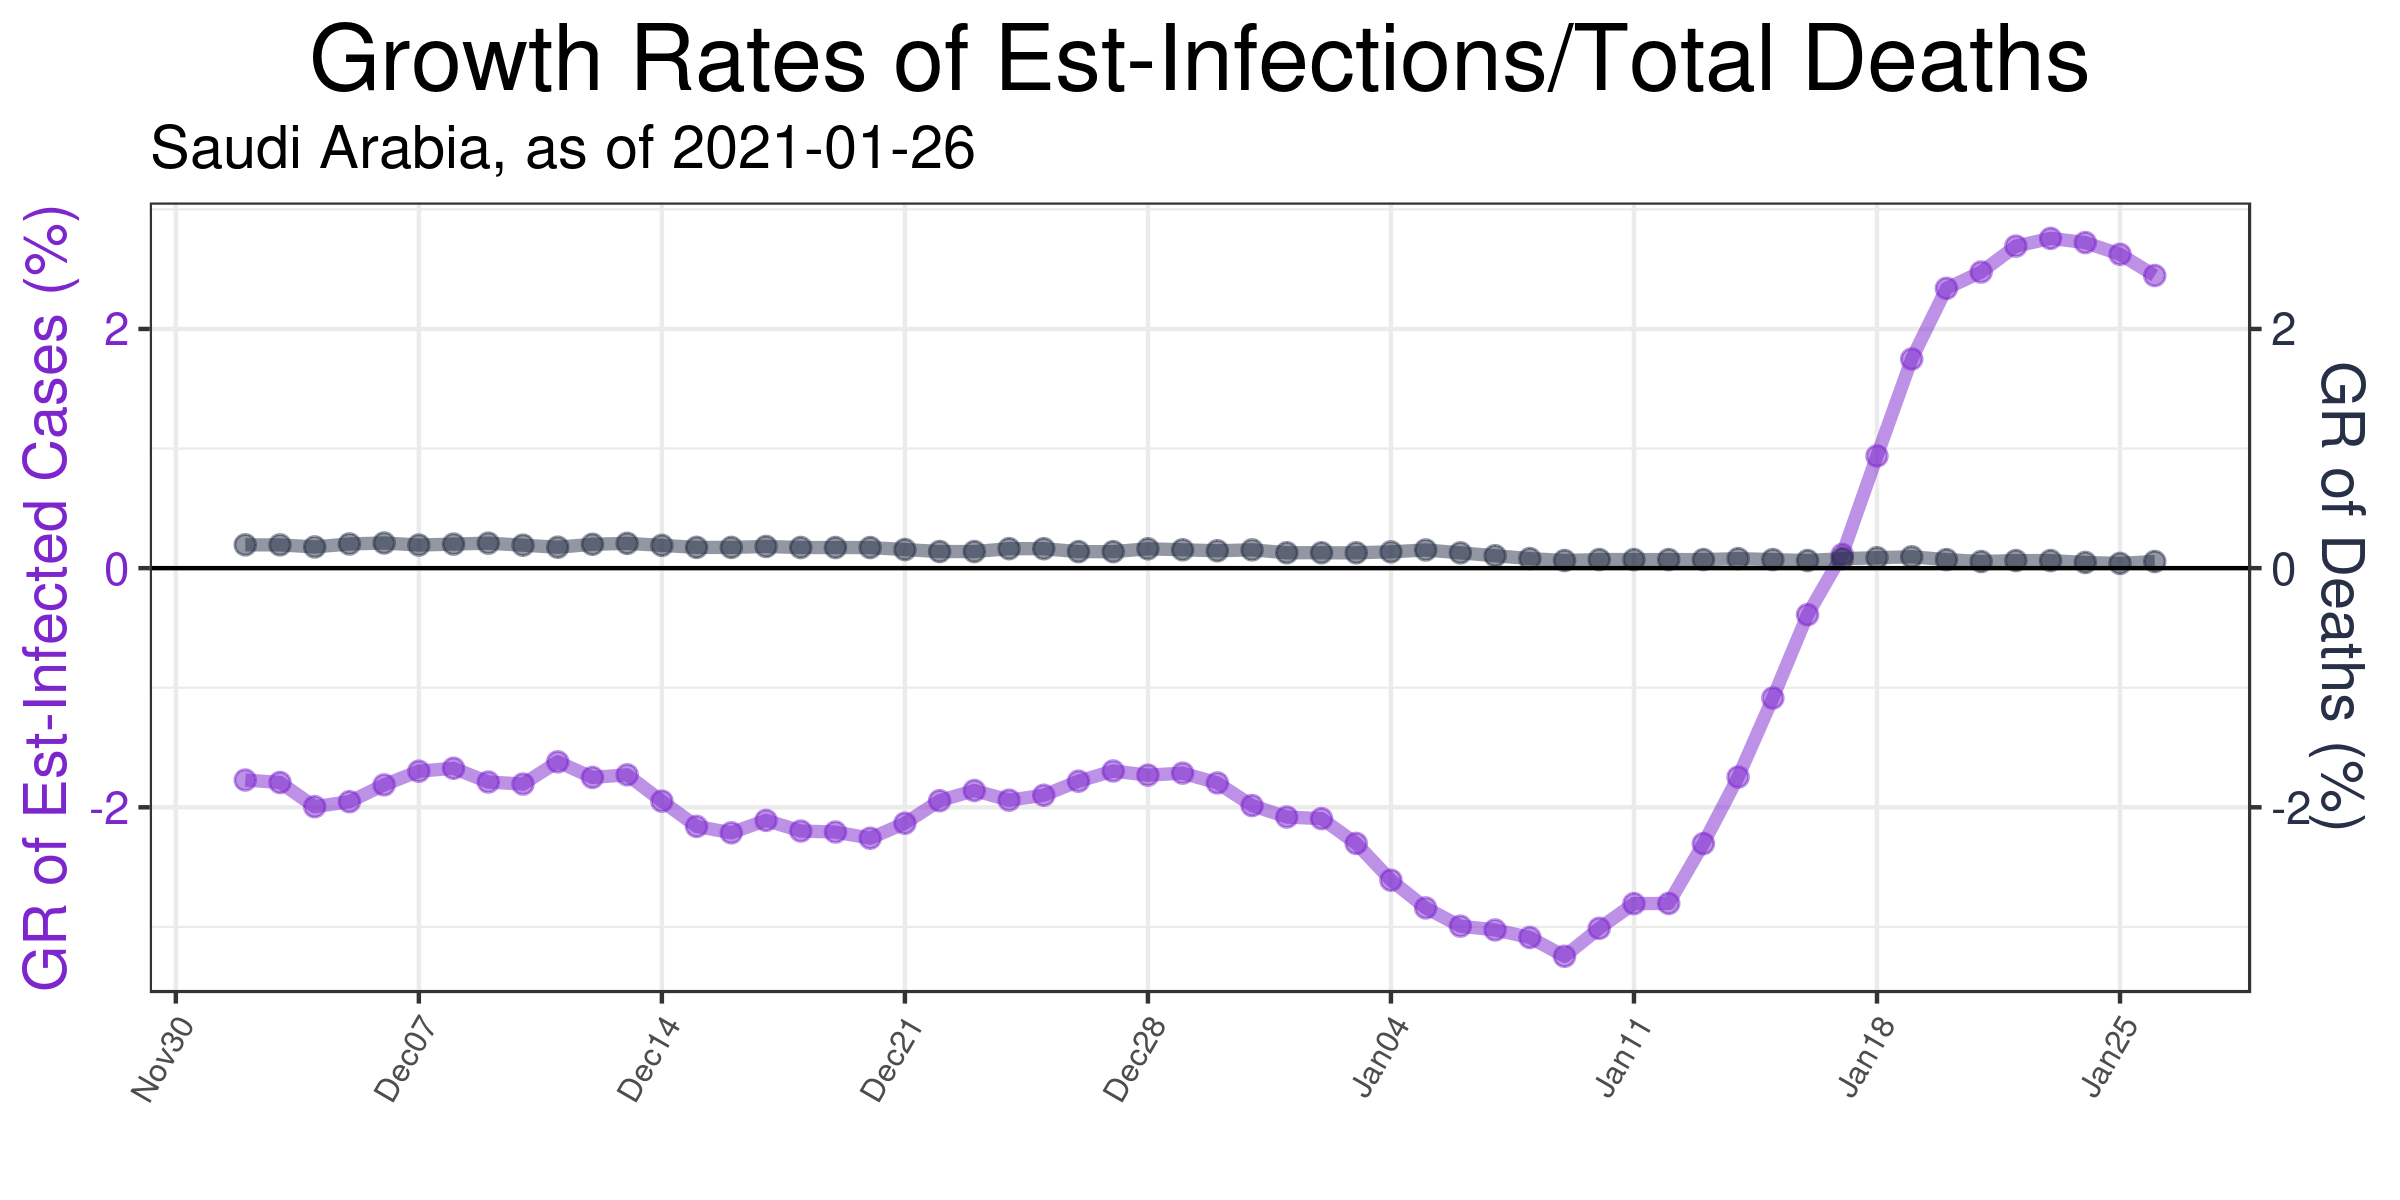 Growth Rates of Est-Infections/Total Deaths
Saudi Arabia, as of 2021-01-26
GR of Est-Infected Cases (%)
2
0
-2
2
0
-2
GR of Deaths (%)
Nov30
Dec07
Dec14
Dec21
Dec28
Jan04
Jan11
Jan18
Jan25